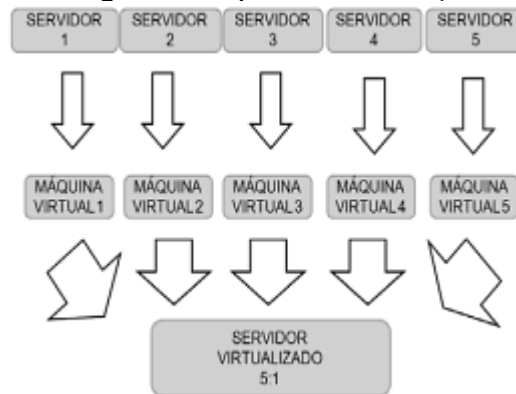 SERVIDOR 1
SERVIDOR 2
SERVIDOR 3
SERVIDOR 4
SERVIDOR 5
MÁQUINA VIRTUAL1
MÁQUINA VIRTUAL2
MÁQUINA VIRTUAL3
MÁQUINA VIRTUAL4
MÁQUINA VIRTUAL5
SERVIDOR
VIRTUALIZADO
5:1